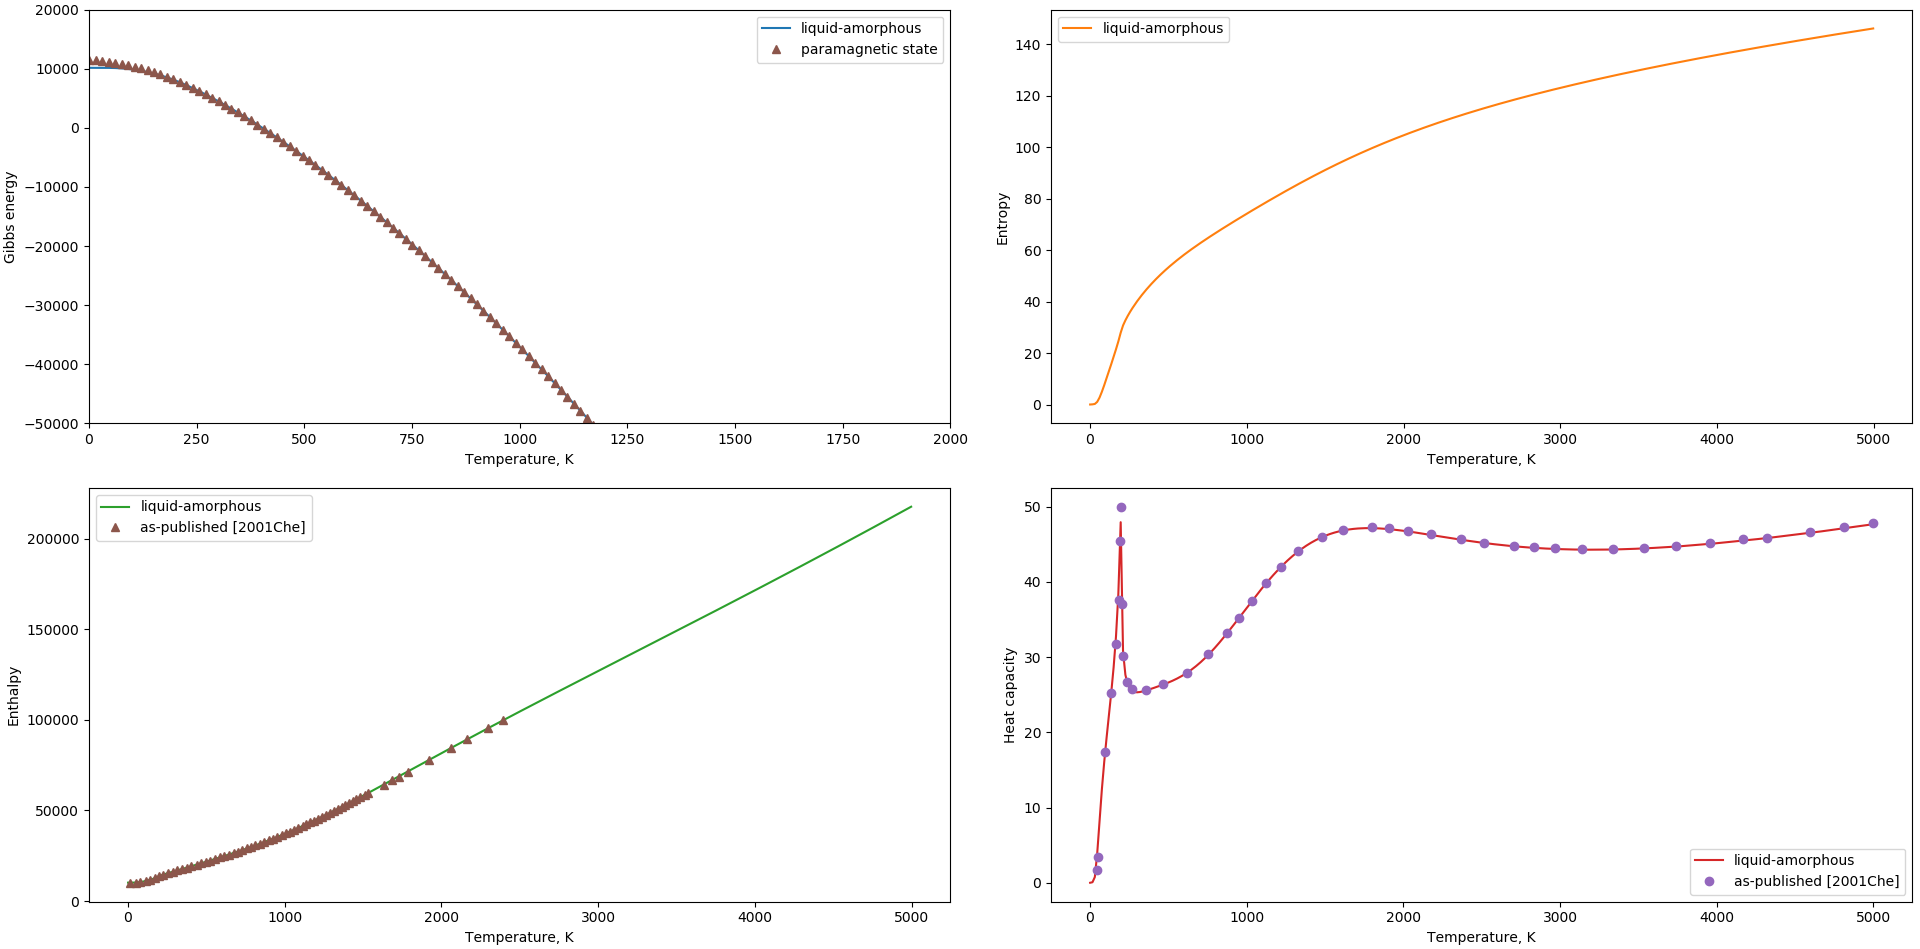 20000
10000
0
−10000
−20000
−30000
−40000
−50000
Gibbs energy
0 250 500 750 1000 1250 1500 1750 2000
Temperature, K
liquid-amorphous
paramagnetic state
140
120
100
80
60
40
20
0
Entropy
0 1000 2000 3000 4000 5000
Temperature, K
liquid-amorphous
200000
150000
100000
50000
0
Enthalpy
0 1000 2000 3000 4000 5000
Temperature, K
liquid-amorphous
as-published [2001Che]
50
40
30
20
10
0
Heat capacity
0 1000 2000 3000 4000 5000
Temperature, K
liquid-amorphous
as-published [2001Che]